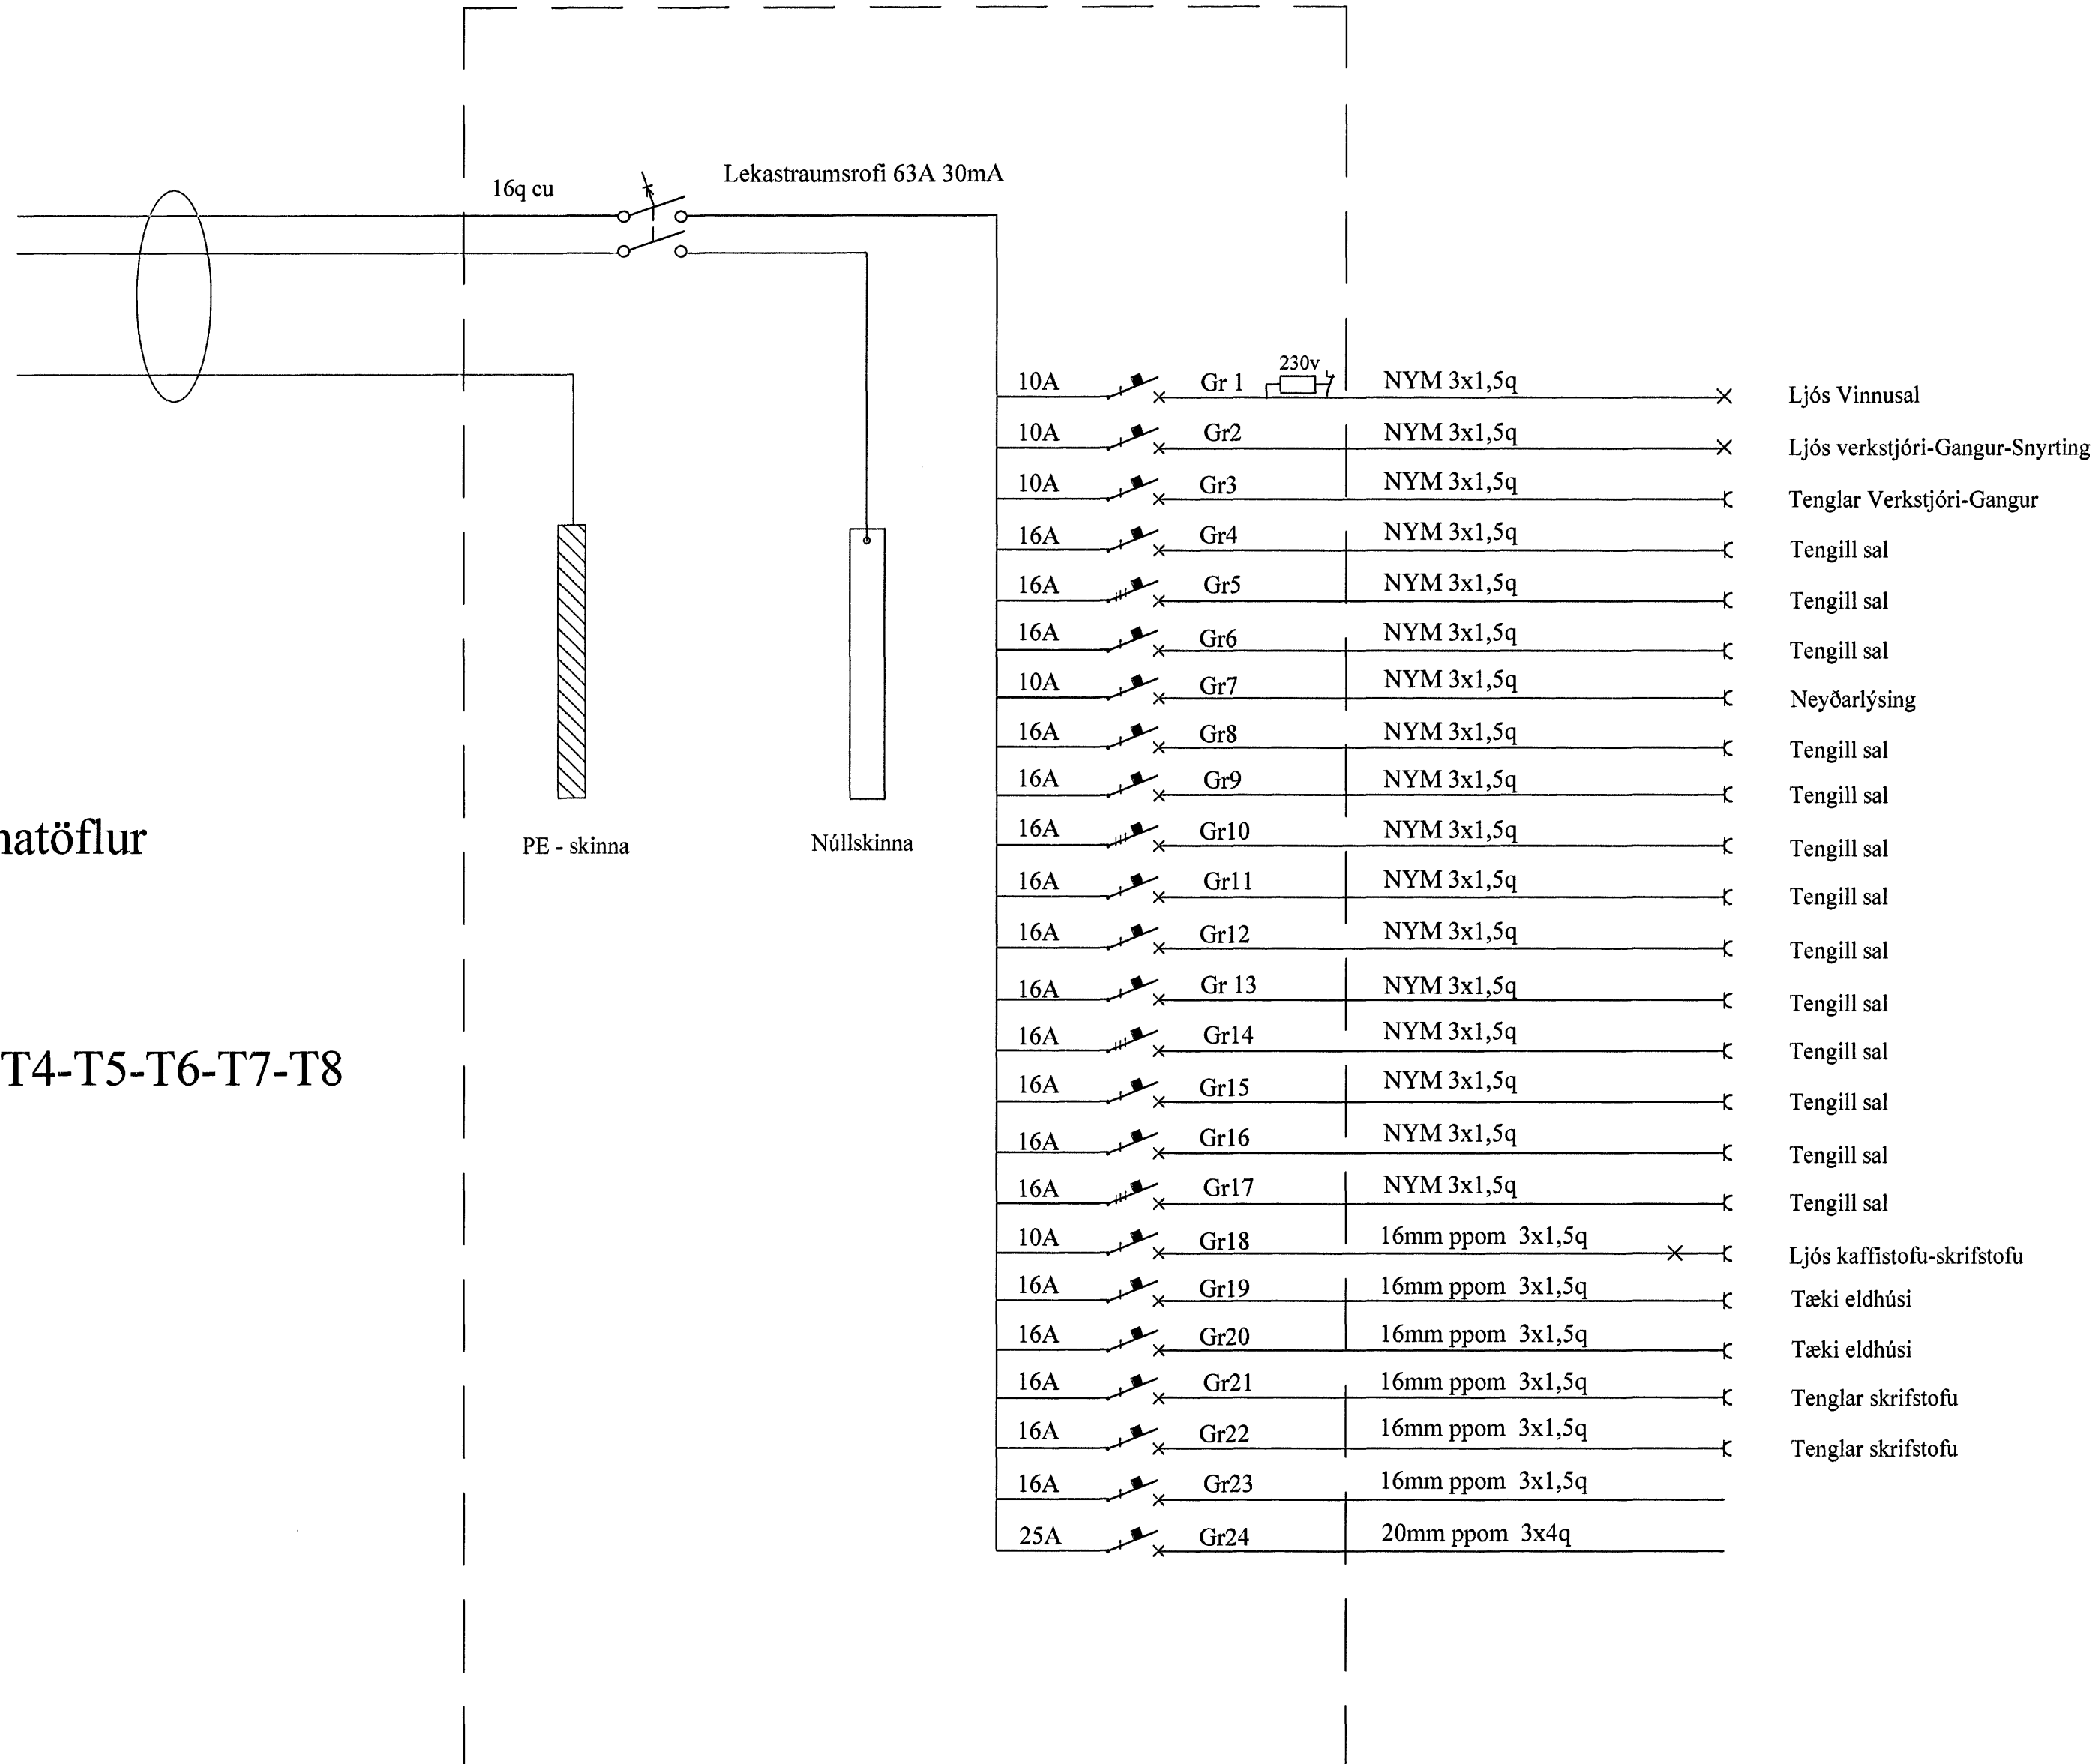 16q cu
Lekastraumsrofi 63A 30mA
230v
10A Gr 1 NYM 3x1,5q Ljós Vinnusal
10A Gr2 NYM 3x1,5q Ljós verkstjóri-Gangur-Snyrting
10A Gr3 NYM 3x1,5q Tenglar Verkstjóri-Gangur
16A Gr4 NYM 3x1,5q Tengill sal
16A Gr5 NYM 3x1,5q Tengill sal
16A Gr6 NYM 3x1,5q Tengill sal
10A Gr7 NYM 3x1,5q Neyðarlýsing
16A Gr8 NYM 3x1,5q Tengill sal
16A Gr9 NYM 3x1,5q Tengill sal
16A Gr10 NYM 3x1,5q Tengill sal
16A Gr11 NYM 3x1,5q Tengill sal
16A Gr12 NYM 3x1,5q Tengill sal
16A Gr 13 NYM 3x1,5q Tengill sal
16A Gr14 NYM 3x1,5q Tengill sal
16A Gr15 NYM 3x1,5q Tengill sal
16A Gr16 NYM 3x1,5q Tengill sal
16A Gr17 NYM 3x1,5q Tengill sal
10A Gr18 16mm ppom 3x1,5q Ljós kaffistofu-skrifstofu
16A Gr19 16mm ppom 3x1,5q Tæki eldhúsi
16A Gr20 16mm ppom 3x1,5q Tæki eldhúsi
16A Gr21 16mm ppom 3x1,5q Tenglar skrifstofu
16A Gr22 16mm ppom 3x1,5q Tenglar skrifstofu
16A Gr23 16mm ppom 3x1,5q
25A Gr24 20mm ppom 3x4q
PE - skinna
Núllskinna
T4-T5-T6-T7-T8